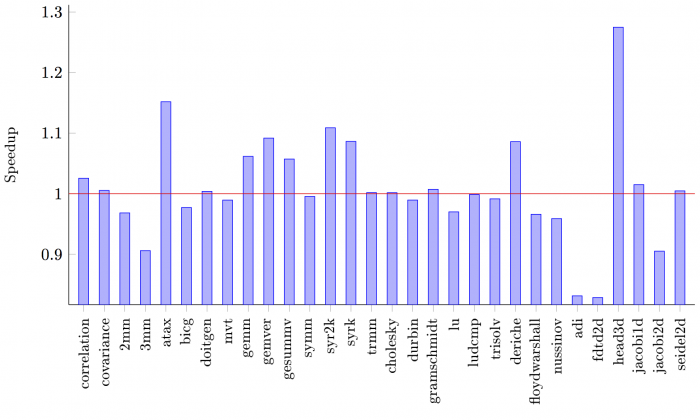 1.3
1.2
1.1
1
0.9
Speedup
correlation
covariance
2mm
3mm
atax
bicg
doitgen
mvt
gemm
gemver
gesummv
symm
syr2k
syrk
trmm
cholesky
durbin
gramschmidt
lu
ludcmp
trisolv
deriche
floydwarshall
nussinov
adi
fdtd2d
head3d
jacobi1d
jacobi2d
seidel2d